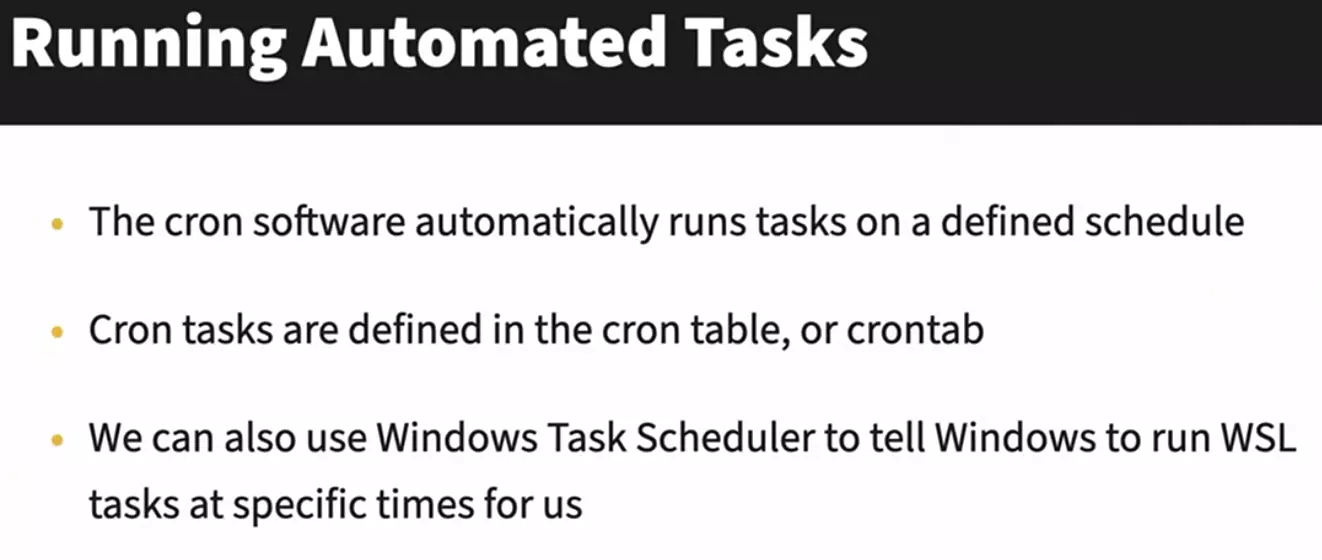 Running Automated Tasks
• The cron software automatically runs tasks on a defined schedule
• Cron tasks are defined in the cron table, or crontab
• We can also use Windows Task Scheduler to tell Windows to run WSL
tasks at specific times for us